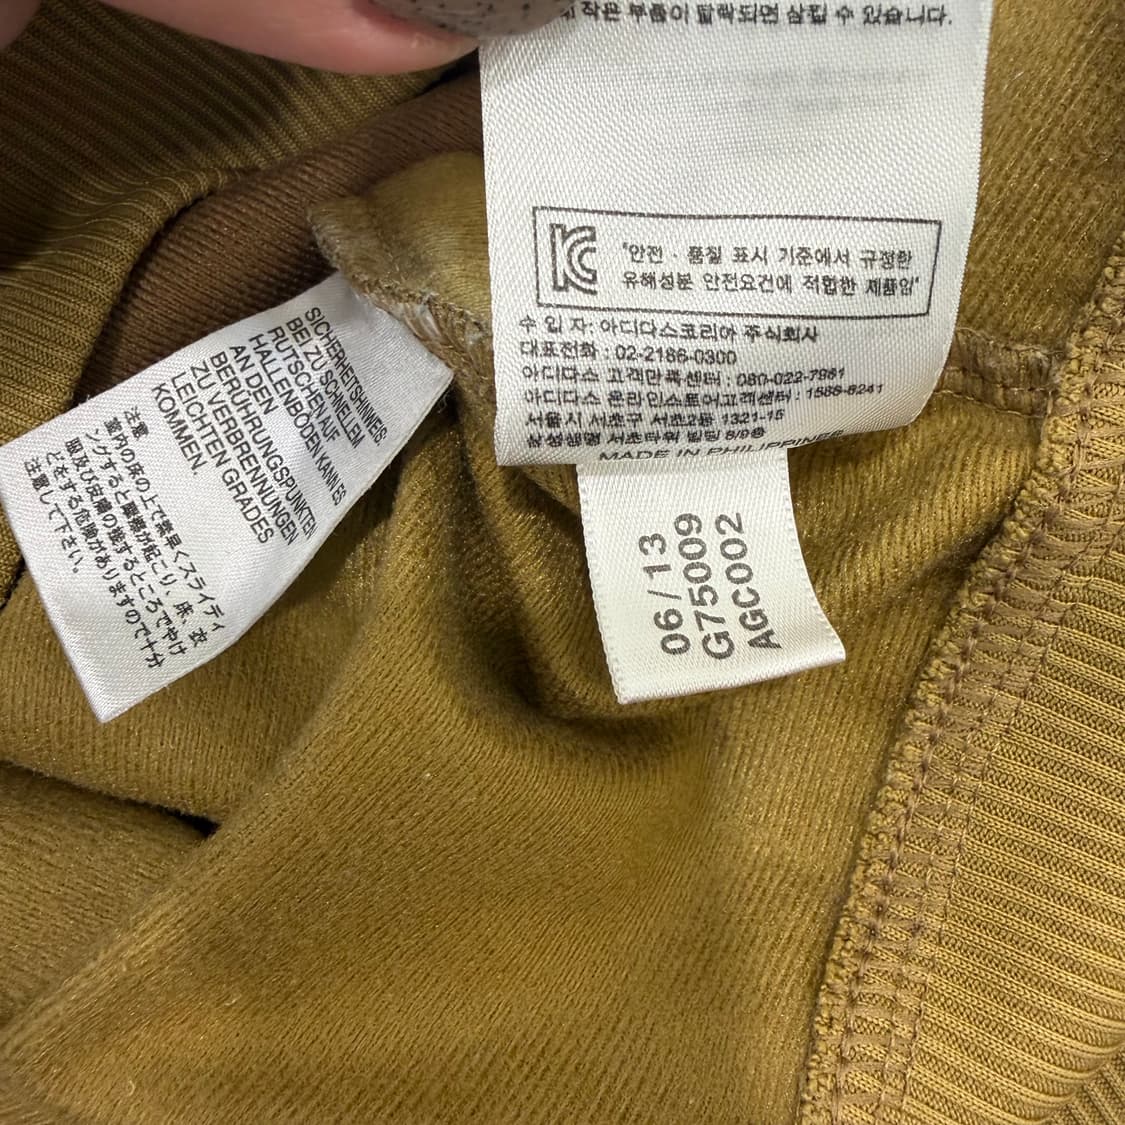 작은 부품이 탈락되면 삼킬 수 있습니다.
KC
"안전 · 품질 표시 기준에서 규정한
유해성분 안전요건에 적합한 제품임"
수 입 자: 아디다스코리아 주식회사
대표전화 : 02-2186-0300
아디다스 고객만족센터 : 080-022-7981
아디다스 온라인스토어고객센터 : 1588-8241
서울시 서초구 서초2동 1321-15
삼성생명 서초타워 빌딩 8/9층
MADE IN PHILIPPINES
06/13
G75009
AGC002
SICHERHEITSHINWEIS:
BEI ZU SCHNELLEM
RUTSCHEN AUF
HALLENBODEN KANN ES
AN DEN
BERÜHRUNGSPUNKTEN
ZU VERBRENNUNGEN
LEICHTEN GRADES
KOMMEN
注意
室内の床の上で素早くスライディ
ングすると摩擦が起こり、床、衣
服及び皮膚の接するところでやけ
どをする危険がありますので十分
注意して下さい。